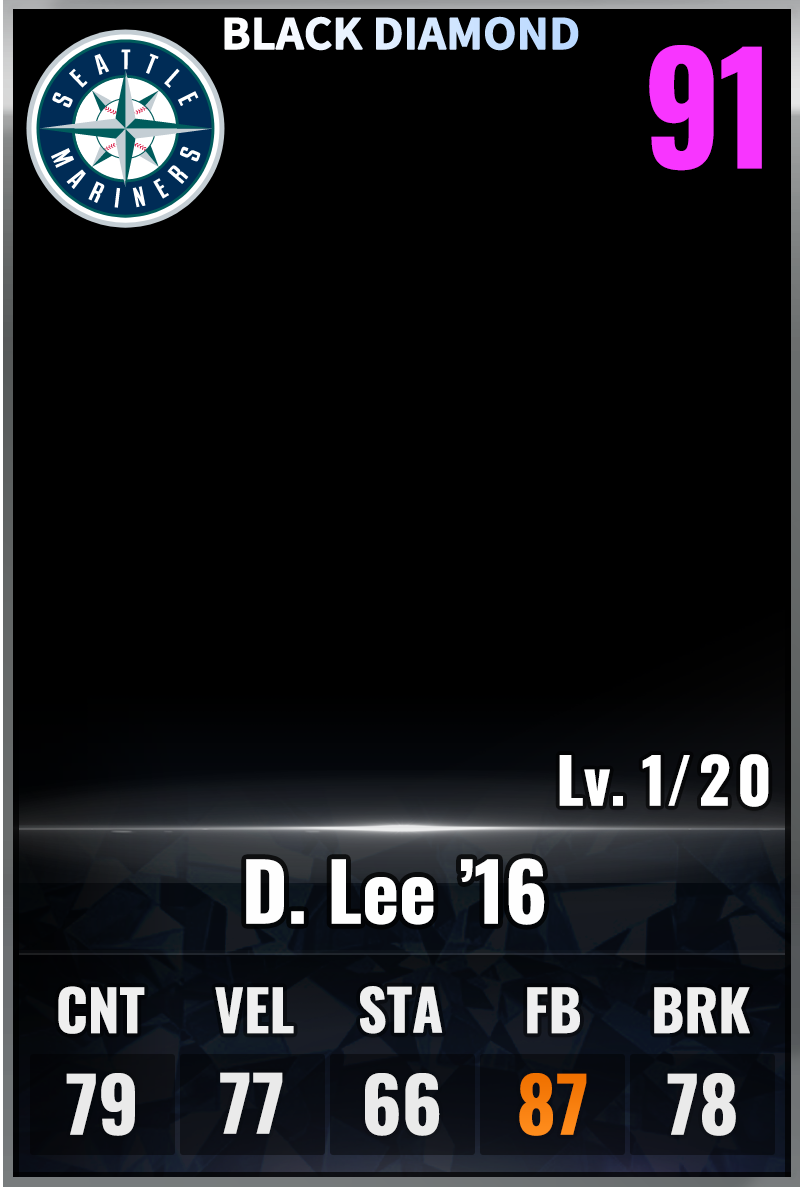 BLACK DIAMOND
SEATTLE
MARINERS
91
Lv. 1/20
D. Lee ’16
CNT VEL STA FB BRK
79 77 66 87 78